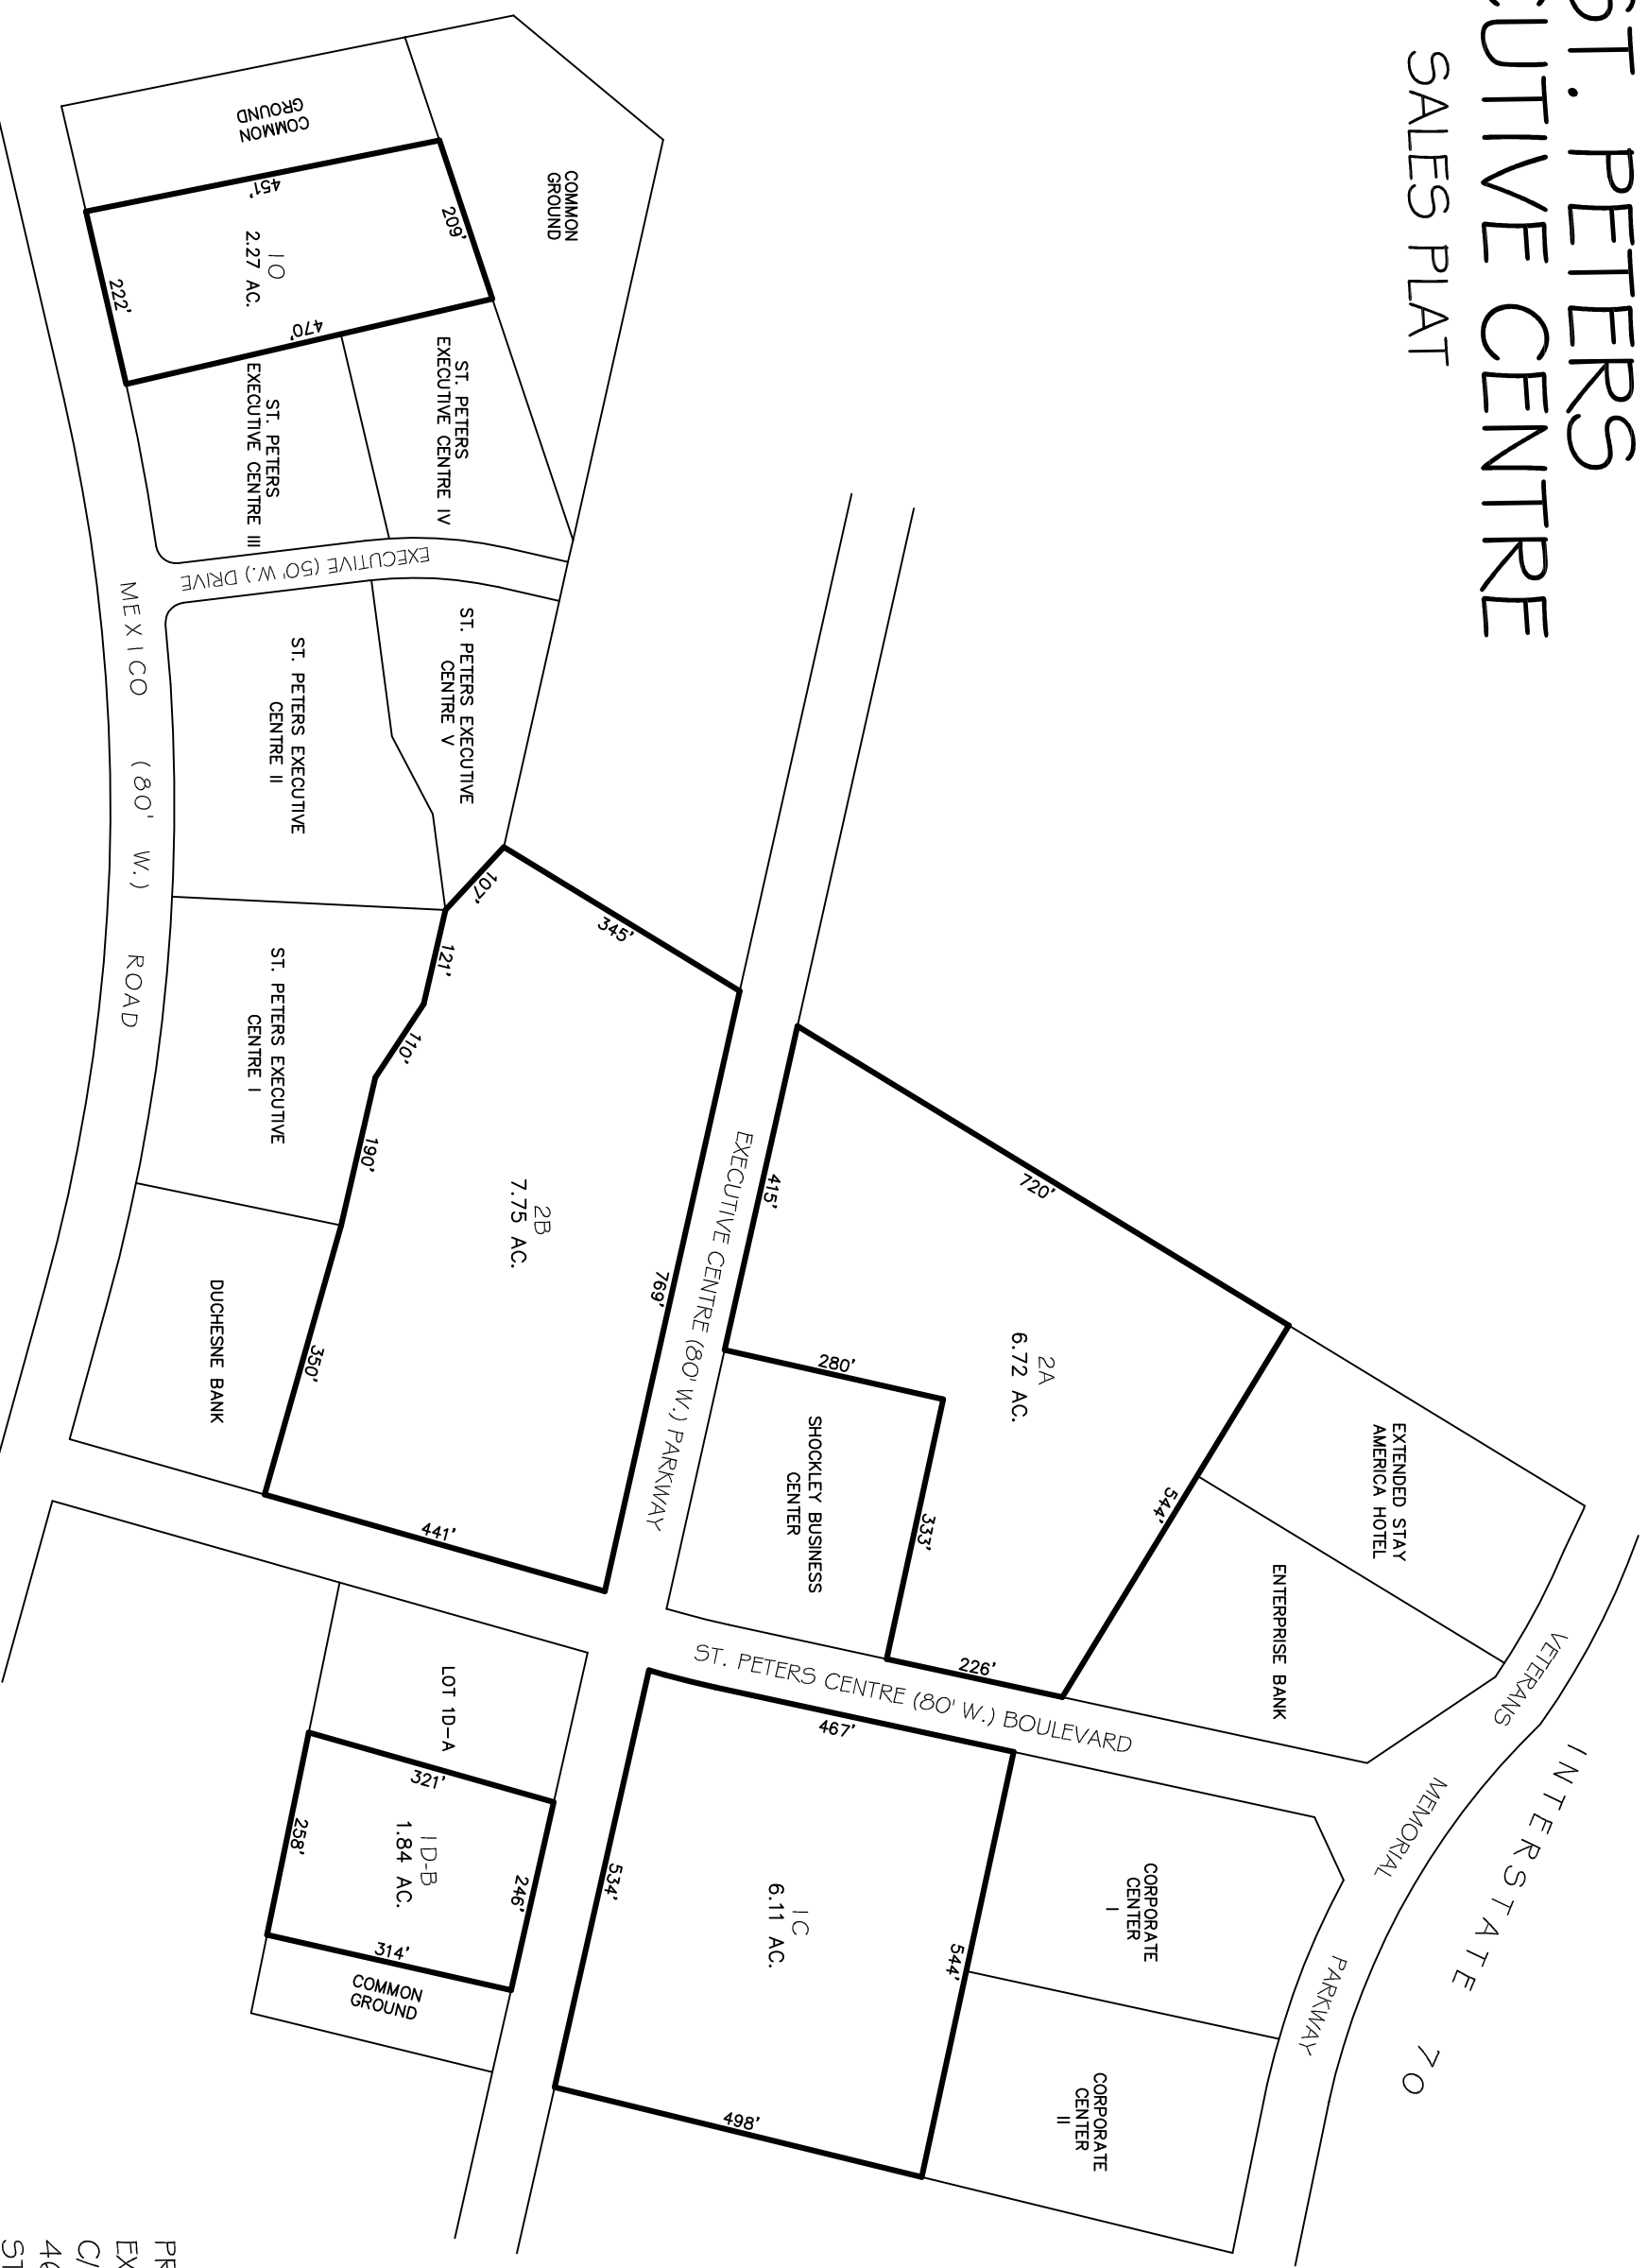 ST. PETERS
CUTIVE CENTRE
SALES PLAT
INTERSTATE 70
VETERANS
MEMORIAL
PARKWAY
EXTENDED STAY
AMERICA HOTEL
ENTERPRISE BANK
CORPORATE
CENTER
I
CORPORATE
CENTER
II
2A
6.72 AC.
720'
544'
226'
333'
280'
415'
SHOCKLEY BUSINESS
CENTER
ST. PETERS CENTRE (80' W.) BOULEVARD
1C
6.11 AC.
467'
544'
498'
534'
EXECUTIVE CENTRE (80' W.) PARKWAY
2B
7.75 AC.
345'
769'
441'
350'
190'
110'
121'
107'
LOT 1D-A
1D-B
1.84 AC.
321'
246'
314'
258'
COMMON
GROUND
COMMON
GROUND
COMMON
GROUND
10
2.27 AC.
209'
451'
470'
222'
ST. PETERS
EXECUTIVE CENTRE IV
ST. PETERS
EXECUTIVE CENTRE III
EXECUTIVE (50' W.) DRIVE
ST. PETERS EXECUTIVE
CENTRE V
ST. PETERS EXECUTIVE
CENTRE II
ST. PETERS EXECUTIVE
CENTRE I
DUCHESNE BANK
MEXICO (80' W.) ROAD
PR
EX
C/
ST